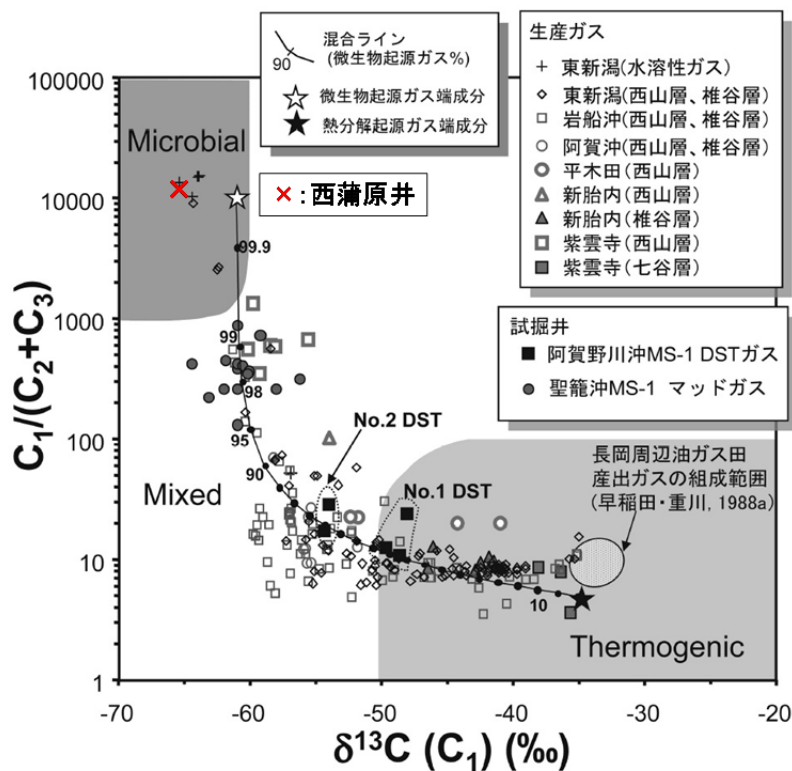 混合ライン
(微生物起源ガス%)
90
微生物起源ガス端成分
熱分解起源ガス端成分
生産ガス
東新潟(水溶性ガス)
東新潟(西山層、椎谷層)
岩船沖(西山層、椎谷層)
阿賀沖(西山層、椎谷層)
平木田(西山層)
新胎内(西山層)
新胎内(椎谷層)
紫雲寺(西山層)
紫雲寺(七谷層)
試掘井
阿賀野川沖MS-1 DSTガス
聖籠沖MS-1 マッドガス
×:西蒲原井
100000
10000
1000
100
10
1
C1/(C2+C3)
Microbial
99.9
99
98
95
90
Mixed
No.2 DST
No.1 DST
長岡周辺油ガス田
産出ガスの組成範囲
(早稲田・重川, 1988a)
10
Thermogenic
-70
-60
-50
-40
-30
-20
δ13C (C1) (‰)